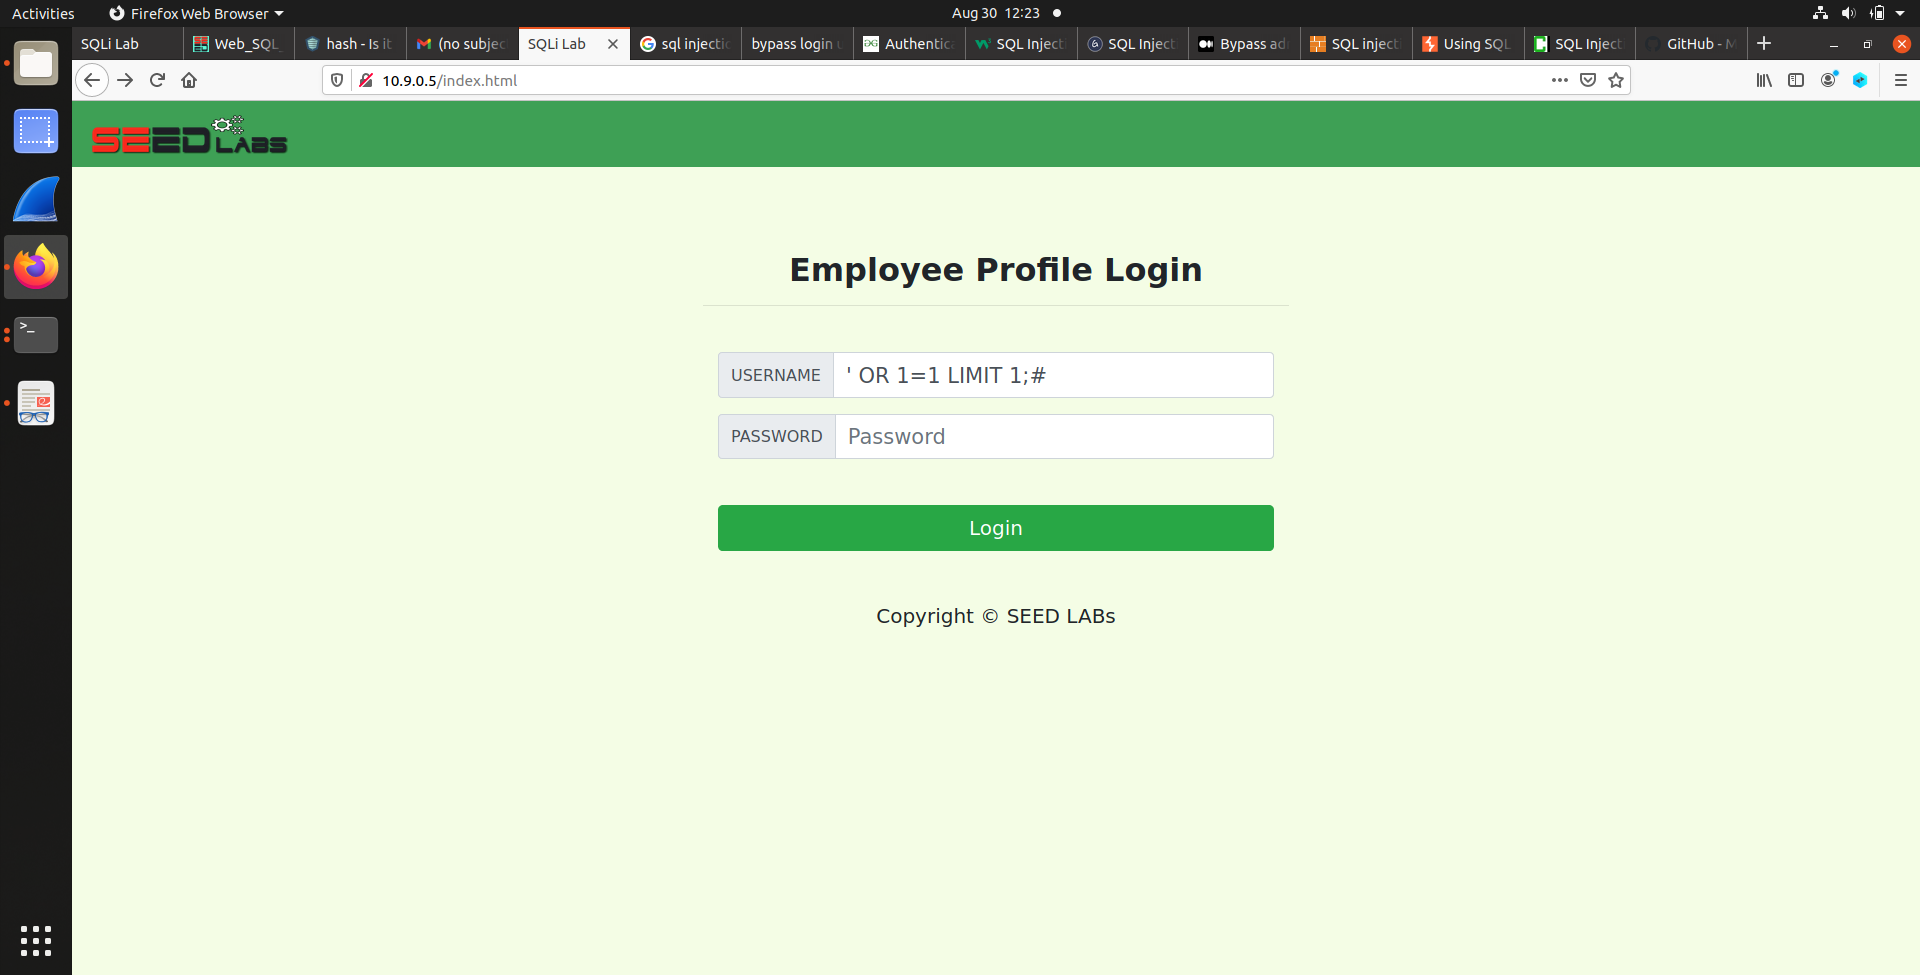 Activities
Firefox Web Browser
Aug 30 12:23
SQLi Lab
Web_SQL_
hash - Is it
(no subjec
SQLi Lab
sql injectio
bypass login u
Authentica
SQL Inject
SQL Inject
Bypass ad
SQL inject
Using SQL
SQL Inject
GitHub - M
10.9.0.5/index.html
SEED LABS
Employee Profile Login
USERNAME
' OR 1=1 LIMIT 1;#
PASSWORD
Password
Login
Copyright © SEED LABs